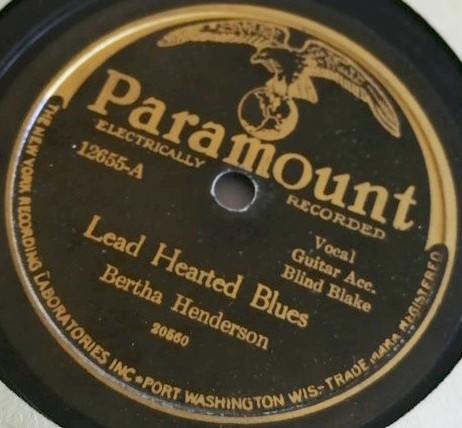 Paramount
ELECTRICALLY RECORDED
12655-A
Vocal
Guitar Acc.
Blind Blake
Lead Hearted Blues
Bertha Henderson
20560
THE NEW YORK RECORDING LABORATORIES INC • PORT WASHINGTON WIS-TRADE MARK REGISTERED